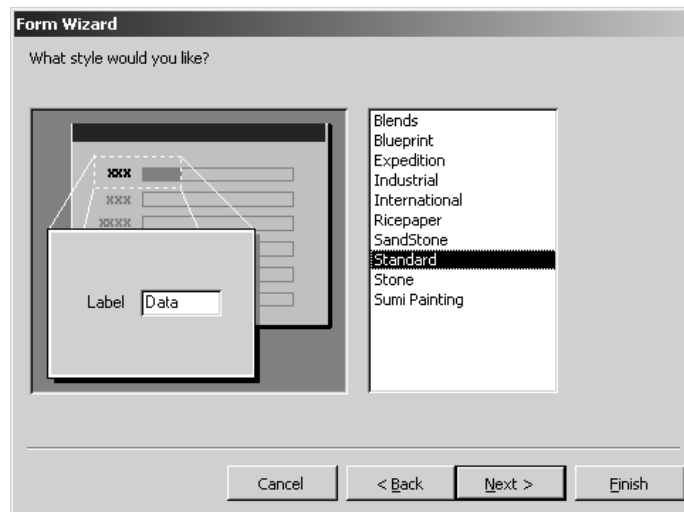 Form Wizard
What style would you like?
xxx
xxx
xxxx
Label Data
Blends
Blueprint
Expedition
Industrial
International
Ricepaper
SandStone
Standard
Stone
Sumi Painting
Cancel < Back Next > Finish